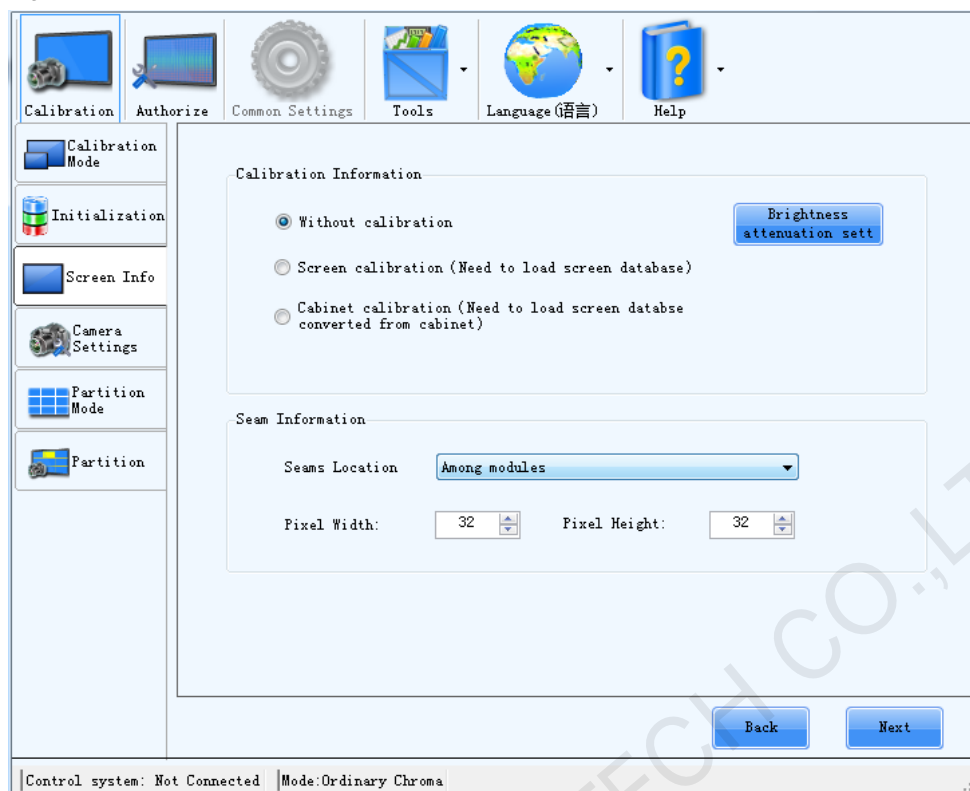 Calibration
Authorize
Common Settings
Tools
Language(语言)
Help
Calibration
Mode
Initialization
Screen Info
Camera
Settings
Partition
Mode
Partition
Calibration Information
Without calibration
Brightness
attenuation sett
Screen calibration (Need to load screen database)
Cabinet calibration (Need to load screen databse
converted from cabinet)
Seam Information
Seams Location
Among modules
Pixel Width:
32
Pixel Height:
32
Back
Next
Control system: Not Connected
Mode:Ordinary Chroma
TECH CO.,LT